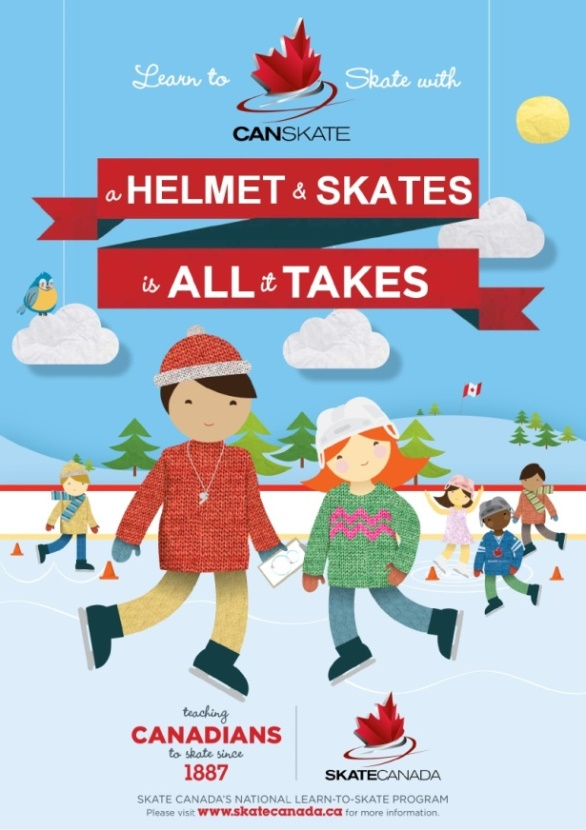 Learn to Skate with
CANSKATE
a HELMET & SKATES
is ALL it TAKES
teaching
CANADIANS
to skate since
1887
SKATECANADA
SKATE CANADA'S NATIONAL LEARN-TO-SKATE PROGRAM
Please visit www.skatecanada.ca for more information.